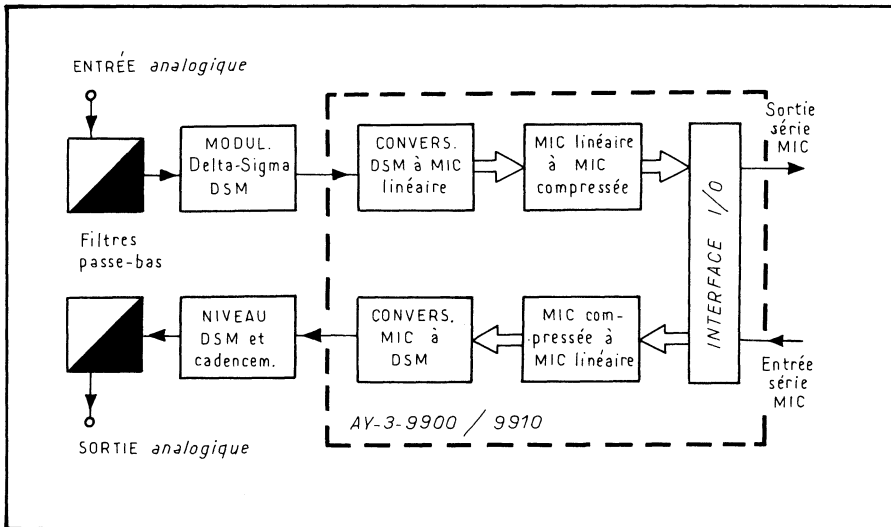 ENTRÉE analogique
MODUL.
Delta-Sigma
DSM
CONVERS.
DSM à MIC
linéaire
MIC linéaire
à MIC
compressée
INTERFACE I/O
Sortie
série
MIC
Filtres
passe-bas
NIVEAU
DSM et
cadencem.
CONVERS.
MIC à
DSM
MIC com-
pressée à
MIC linéaire
Entrée
série
MIC
AY-3-9900 / 9910
SORTIE analogique